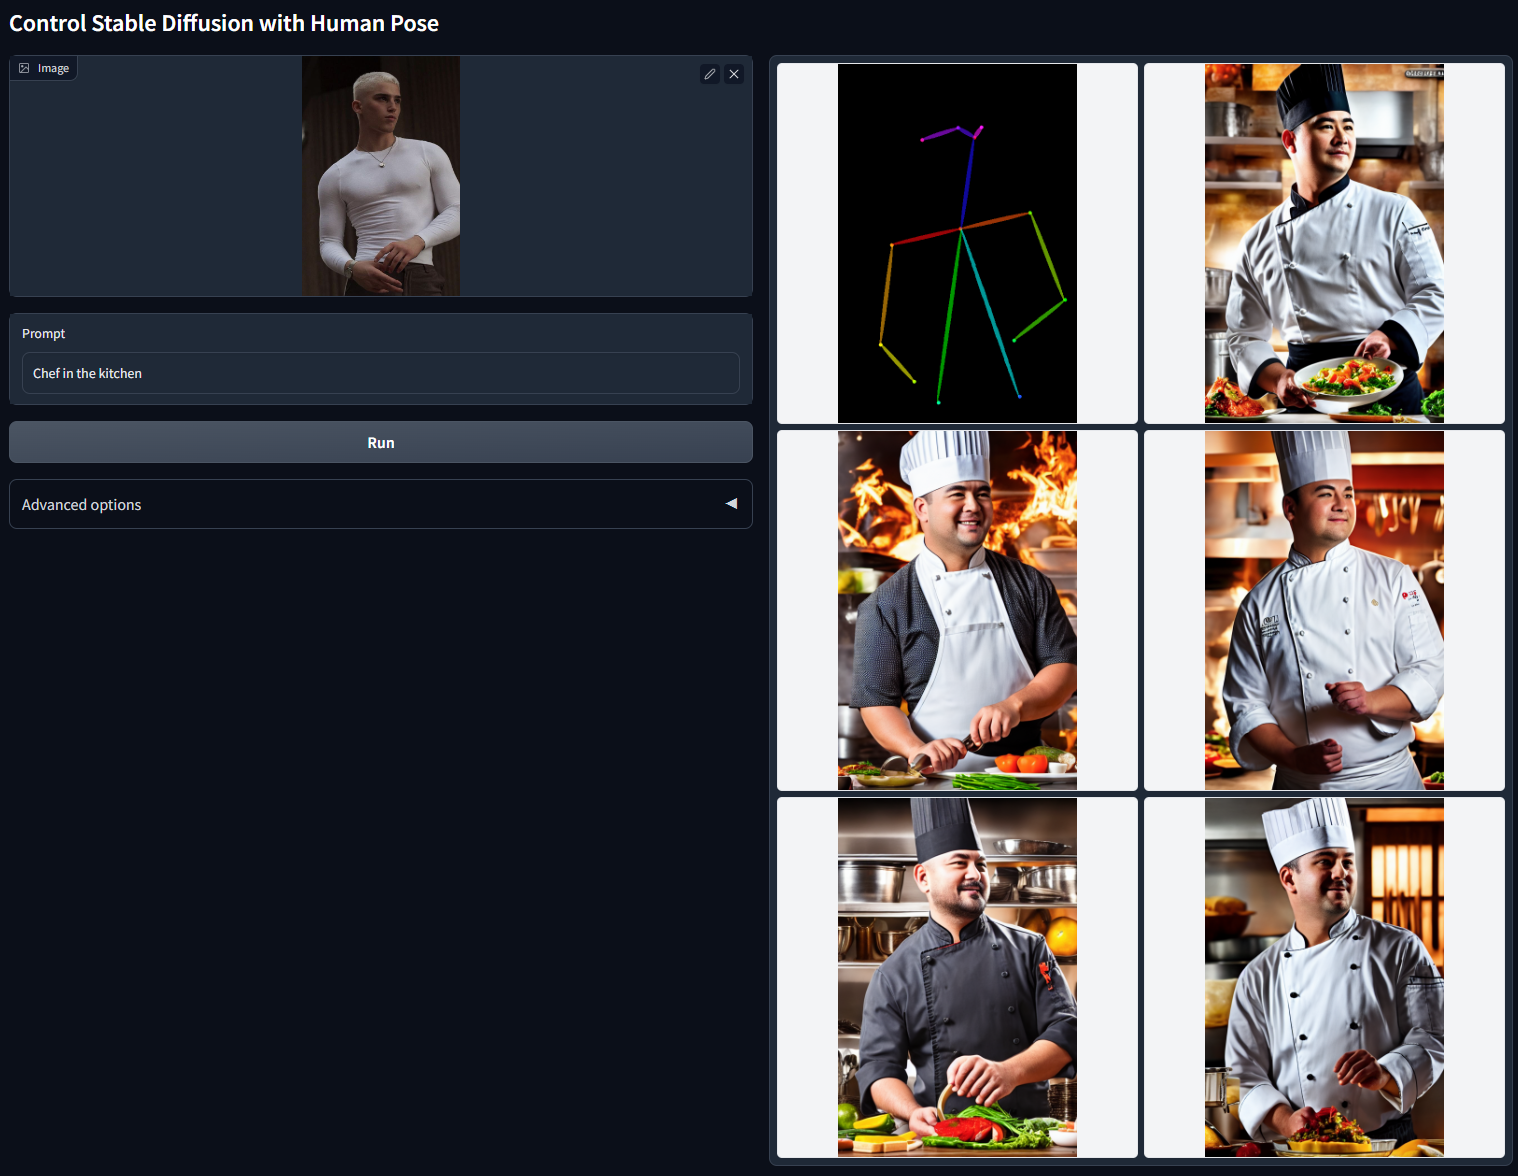 Control Stable Diffusion with Human Pose
Image
Prompt
Chef in the kitchen
Run
Advanced options